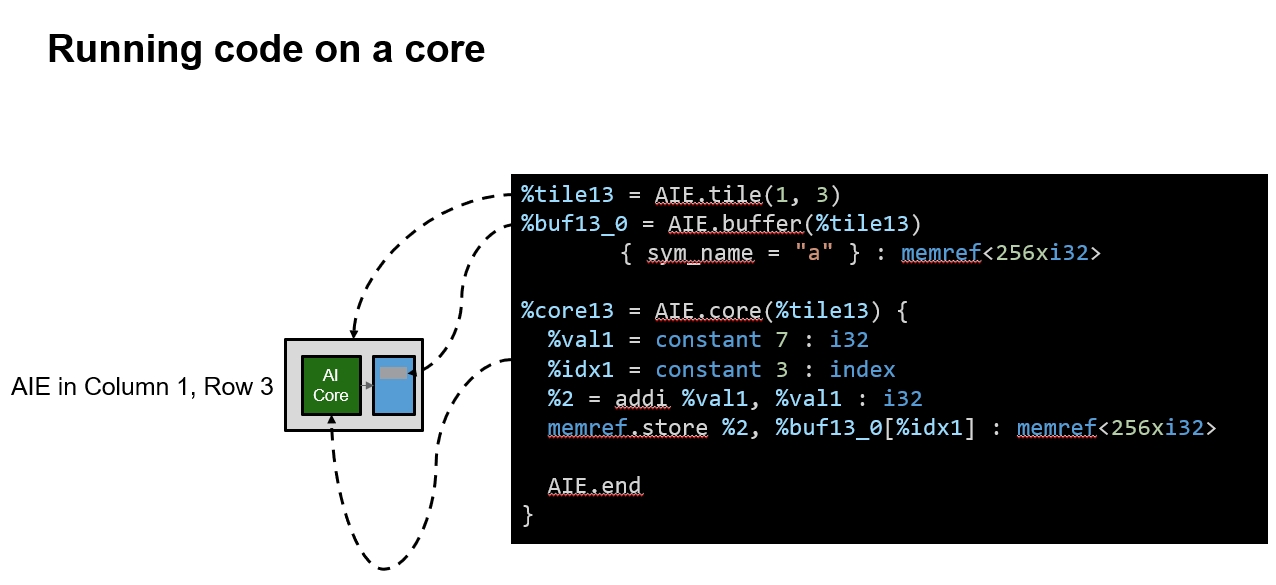 Running code on a core
%tile13 = AIE.tile(1, 3)
%buf13_0 = AIE.buffer(%tile13)
{ sym_name = "a" } : memref<256xi32>
%core13 = AIE.core(%tile13) {
%val1 = constant 7 : i32
%idx1 = constant 3 : index
%2 = addi %val1, %val1 : i32
memref.store %2, %buf13_0[%idx1] : memref<256xi32>
AIE.end
}
AIE in Column 1, Row 3
AI
Core